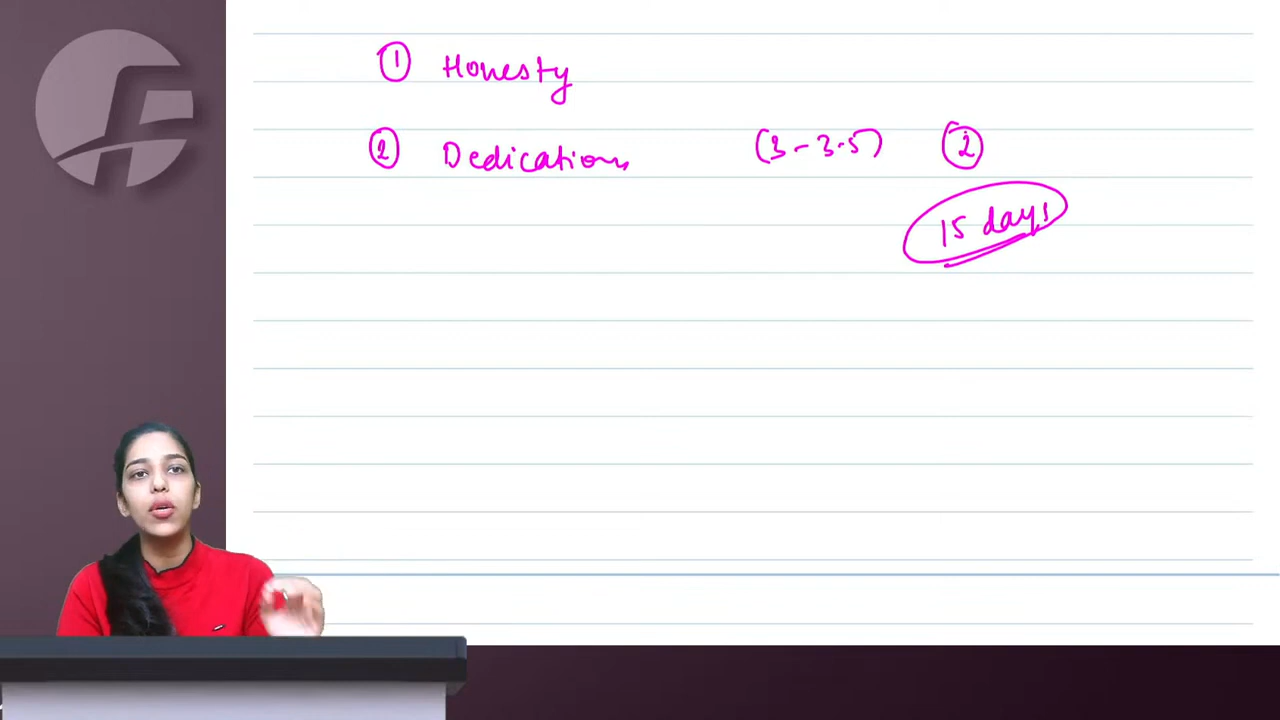 ① Honesty
② Dedication (3-3.5) ②
15 days